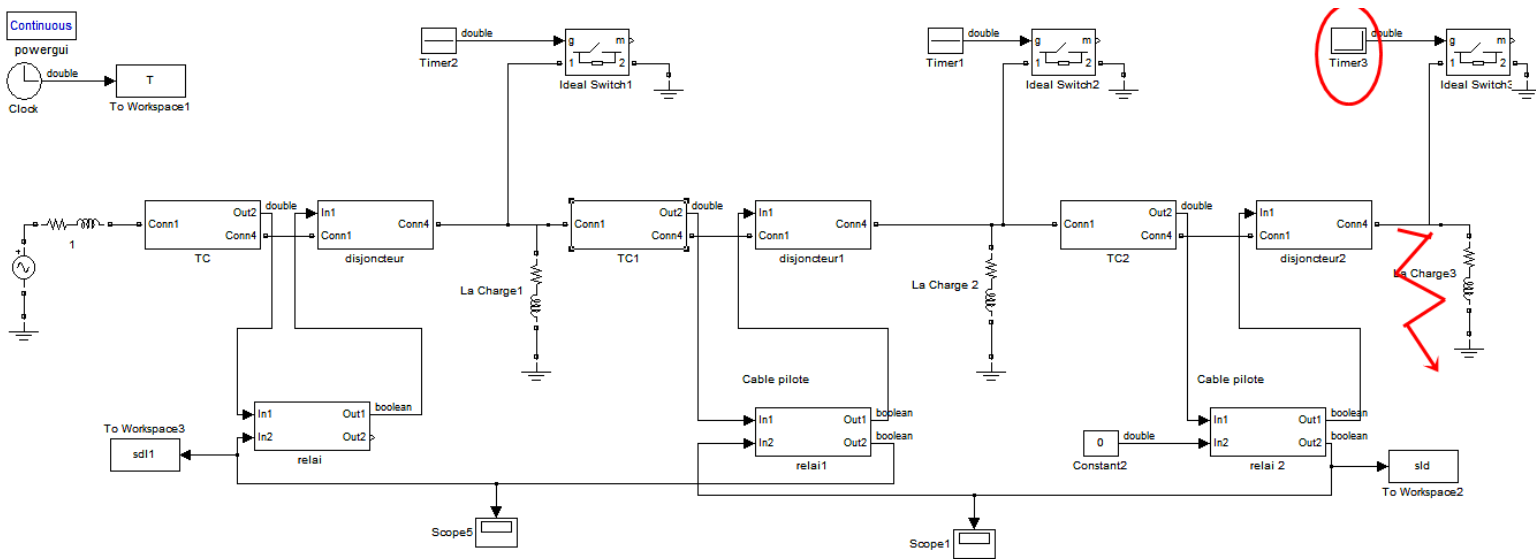 Continuous
powergui
Clock
double
T
To Workspace1
Timer2
double
g
m
1
2
Ideal Switch1
Timer1
double
g
m
1
2
Ideal Switch2
Timer3
double
g
m
1
2
Ideal Switch3
+
1
Conn1
Out2
Conn4
TC
double
In1
Conn1
Conn4
disjoncteur
Conn1
Out2
Conn4
TC1
double
In1
Conn1
Conn4
disjoncteur1
Conn1
Out2
Conn4
TC2
double
In1
Conn1
Conn4
disjoncteur2
La Charge1
La Charge 2
La Charge3
Cable pilote
Cable pilote
To Workspace3
sdl1
In1
In2
Out1
Out2
relai
boolean
In1
In2
Out1
Out2
relai1
boolean
boolean
0
Constant2
double
In1
In2
Out1
Out2
relai 2
boolean
boolean
sld
To Workspace2
Scope5
Scope1